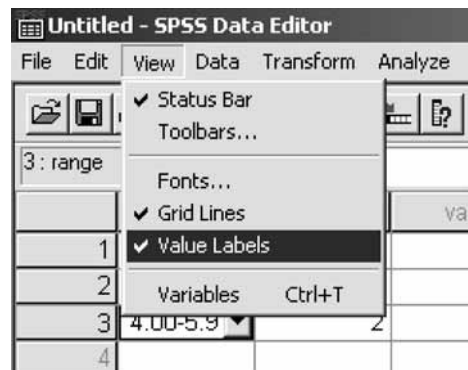 Untitled - SPSS Data Editor
File Edit View Data Transform Analyze
✔ Status Bar
Toolbars...
3 : range
Fonts...
✔ Grid Lines
va
1
✔ Value Labels
2
Variables Ctrl+T
3 4.00-5.9 2
4